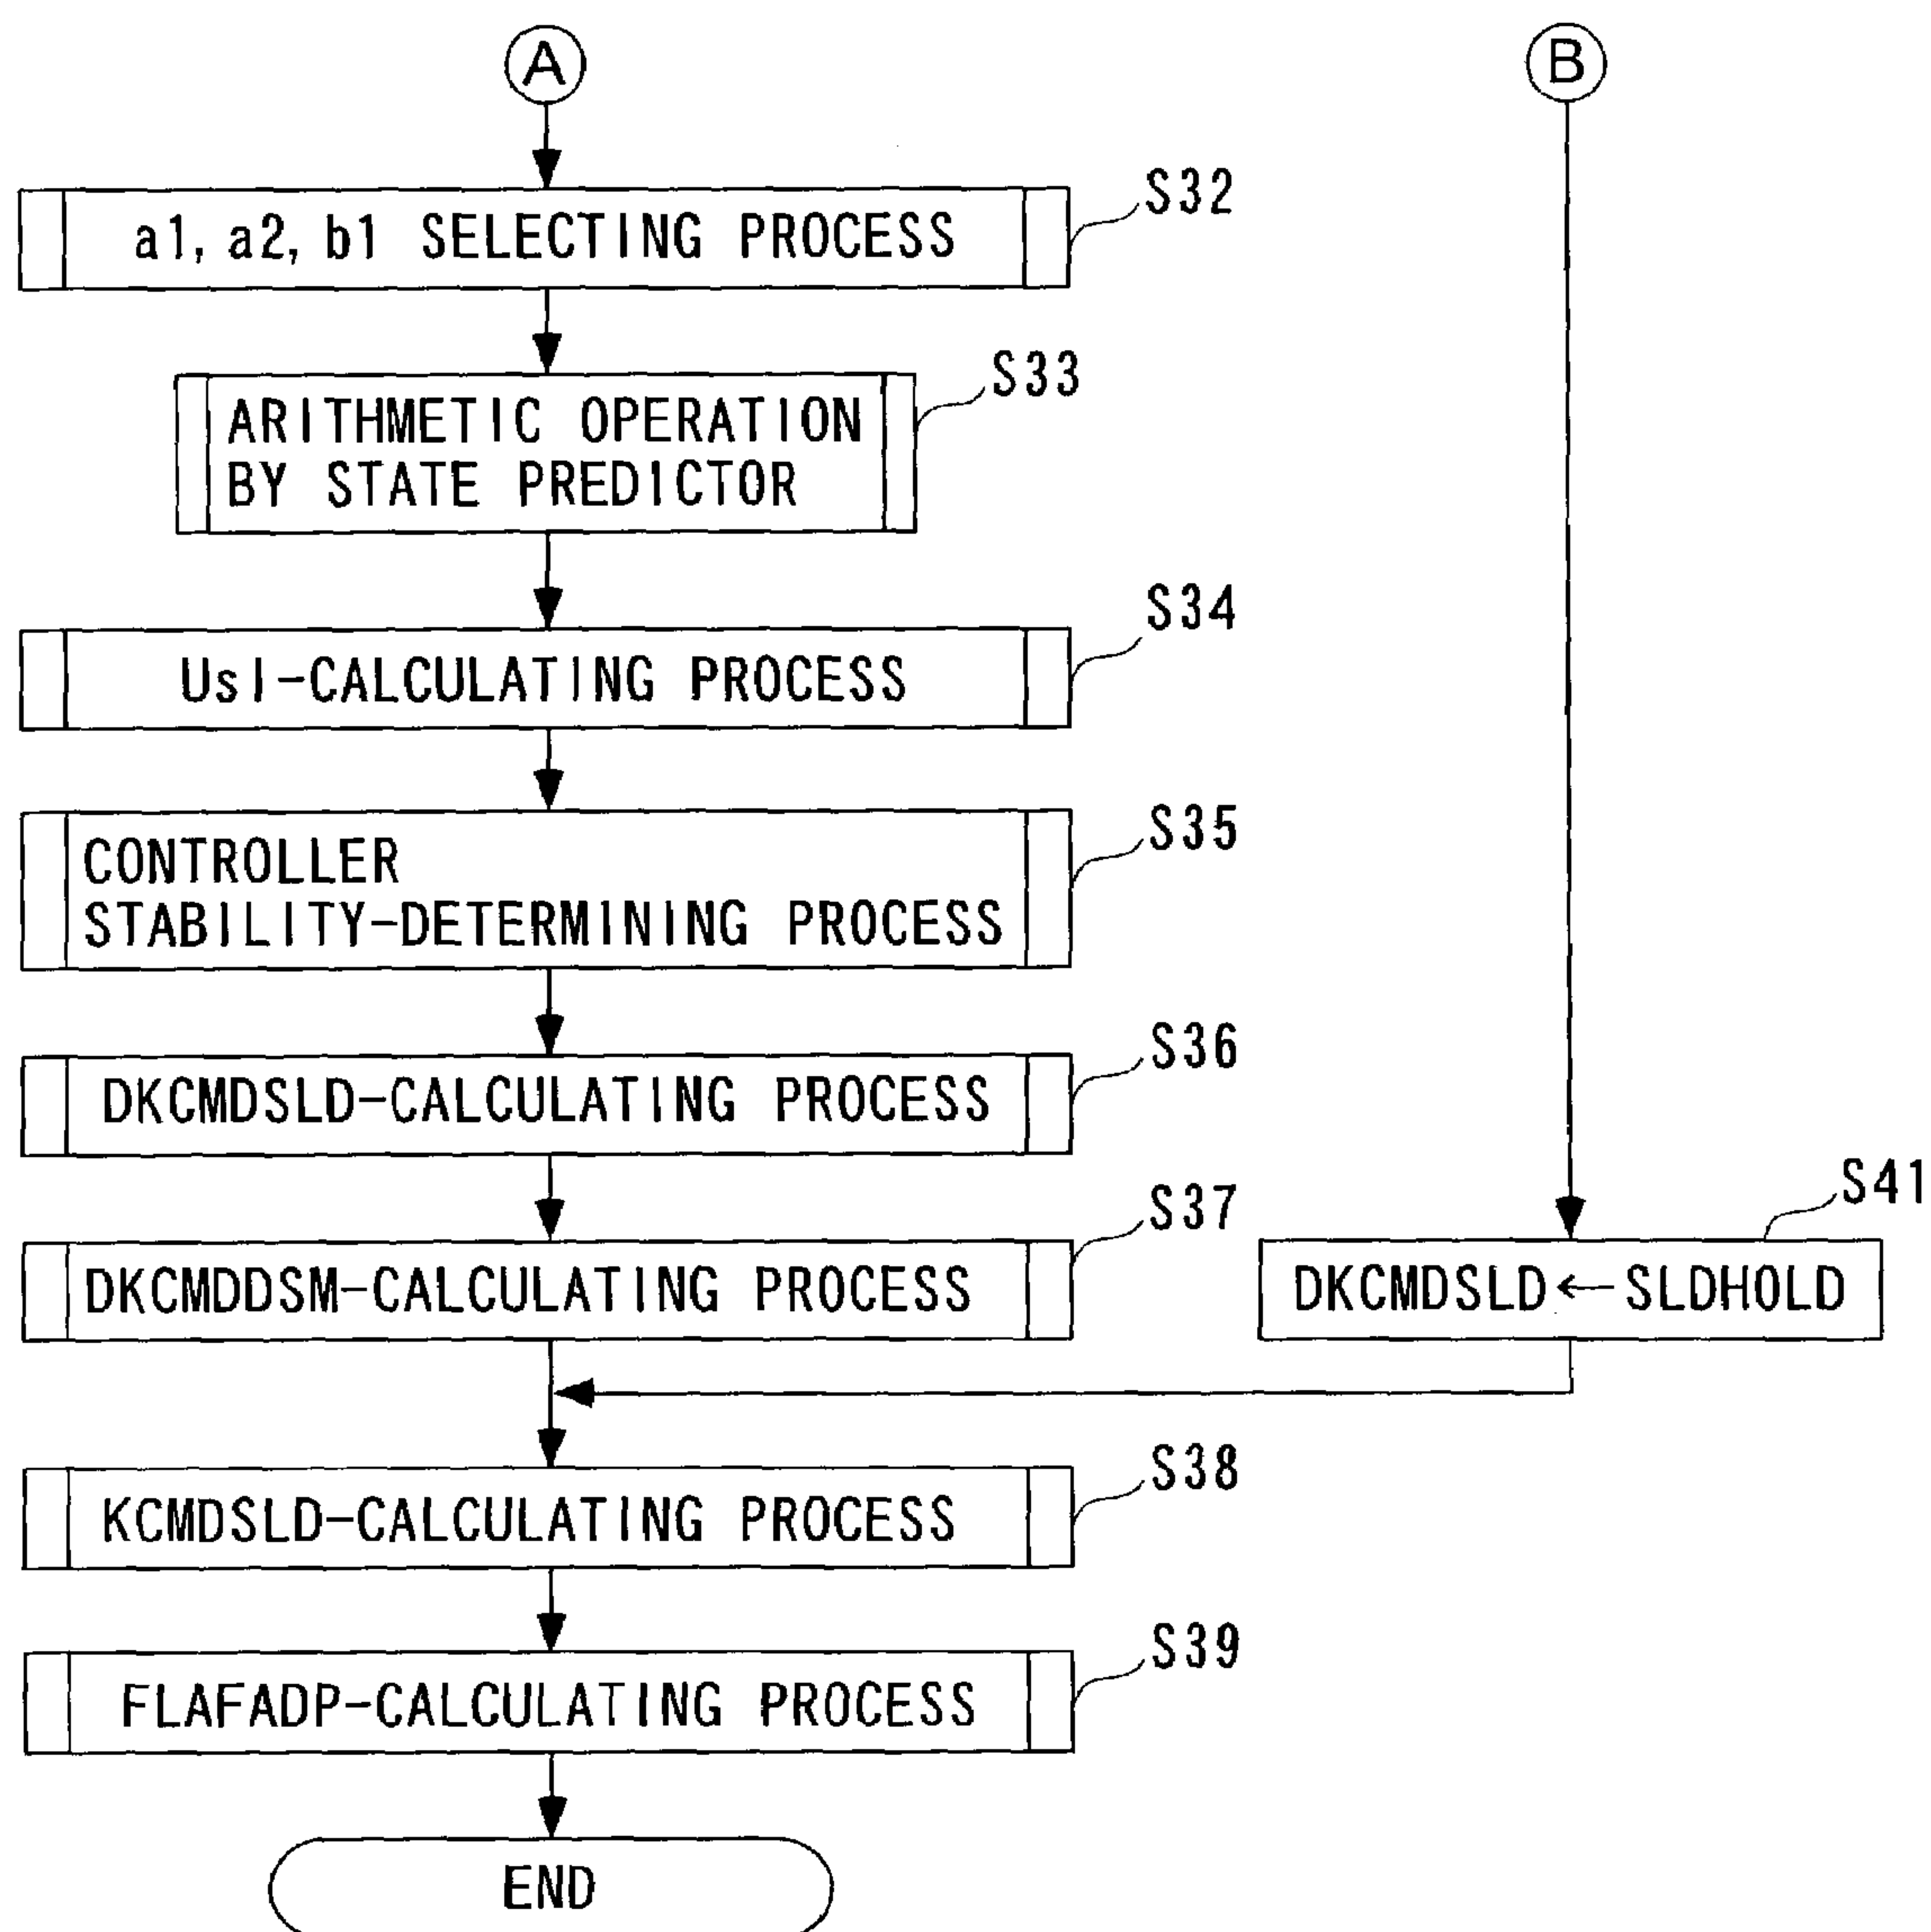 A
B
a1, a2, b1 SELECTING PROCESS
S32
ARITHMETIC OPERATION
BY STATE PREDICTOR
S33
Usl-CALCULATING PROCESS
S34
CONTROLLER
STABILITY-DETERMINING PROCESS
S35
DKCMDSLD-CALCULATING PROCESS
S36
DKCMDDSM-CALCULATING PROCESS
S37
DKCMDSLD←SLDHOLD
S41
KCMDSLD-CALCULATING PROCESS
S38
FLAFADP-CALCULATING PROCESS
S39
END